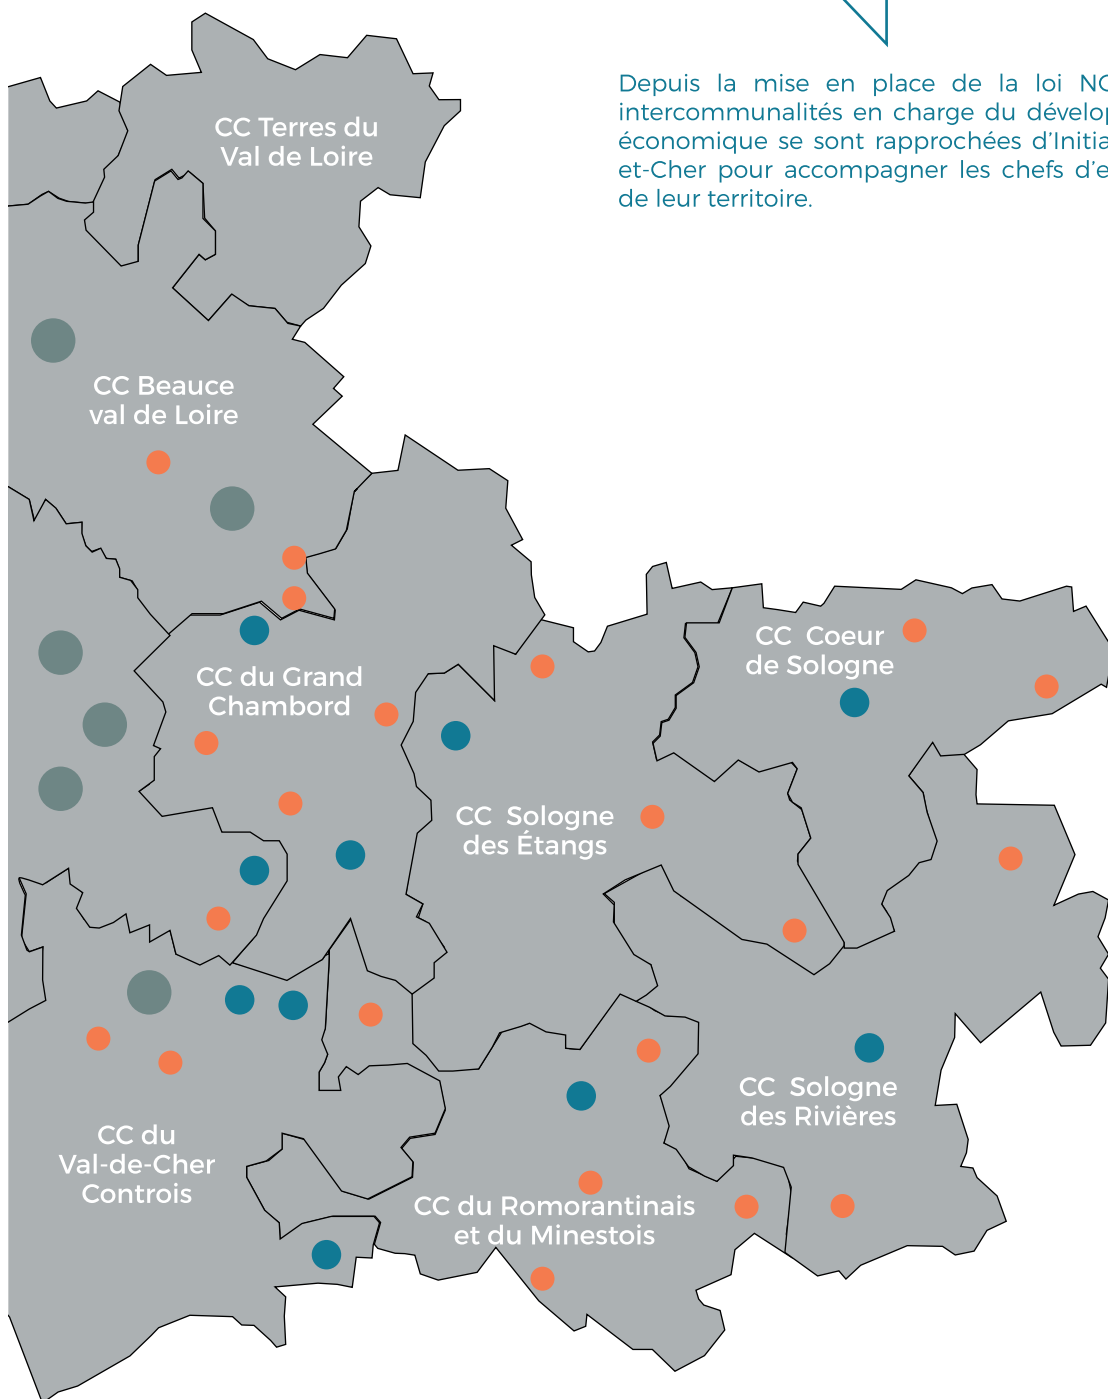 Depuis la mise en place de la loi
intercommunalités en charge du
économique se sont rapprochées
et-Cher pour accompagner les chefs
de leur territoire.
CC Terres du
Val de Loire
CC Beauce
val de Loire
CC du Grand
Chambord
CC Coeur
de Sologne
CC Sologne
des Étangs
CC Sologne
des Rivières
CC du
Val-de-Cher
Controis
CC du Romorantinais
et du Minestois